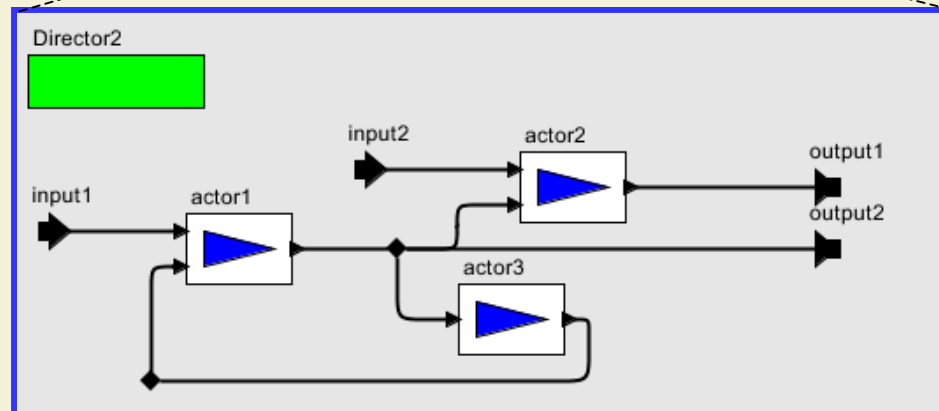 Director2
input2
actor2
output1
input1
actor1
output2
actor3